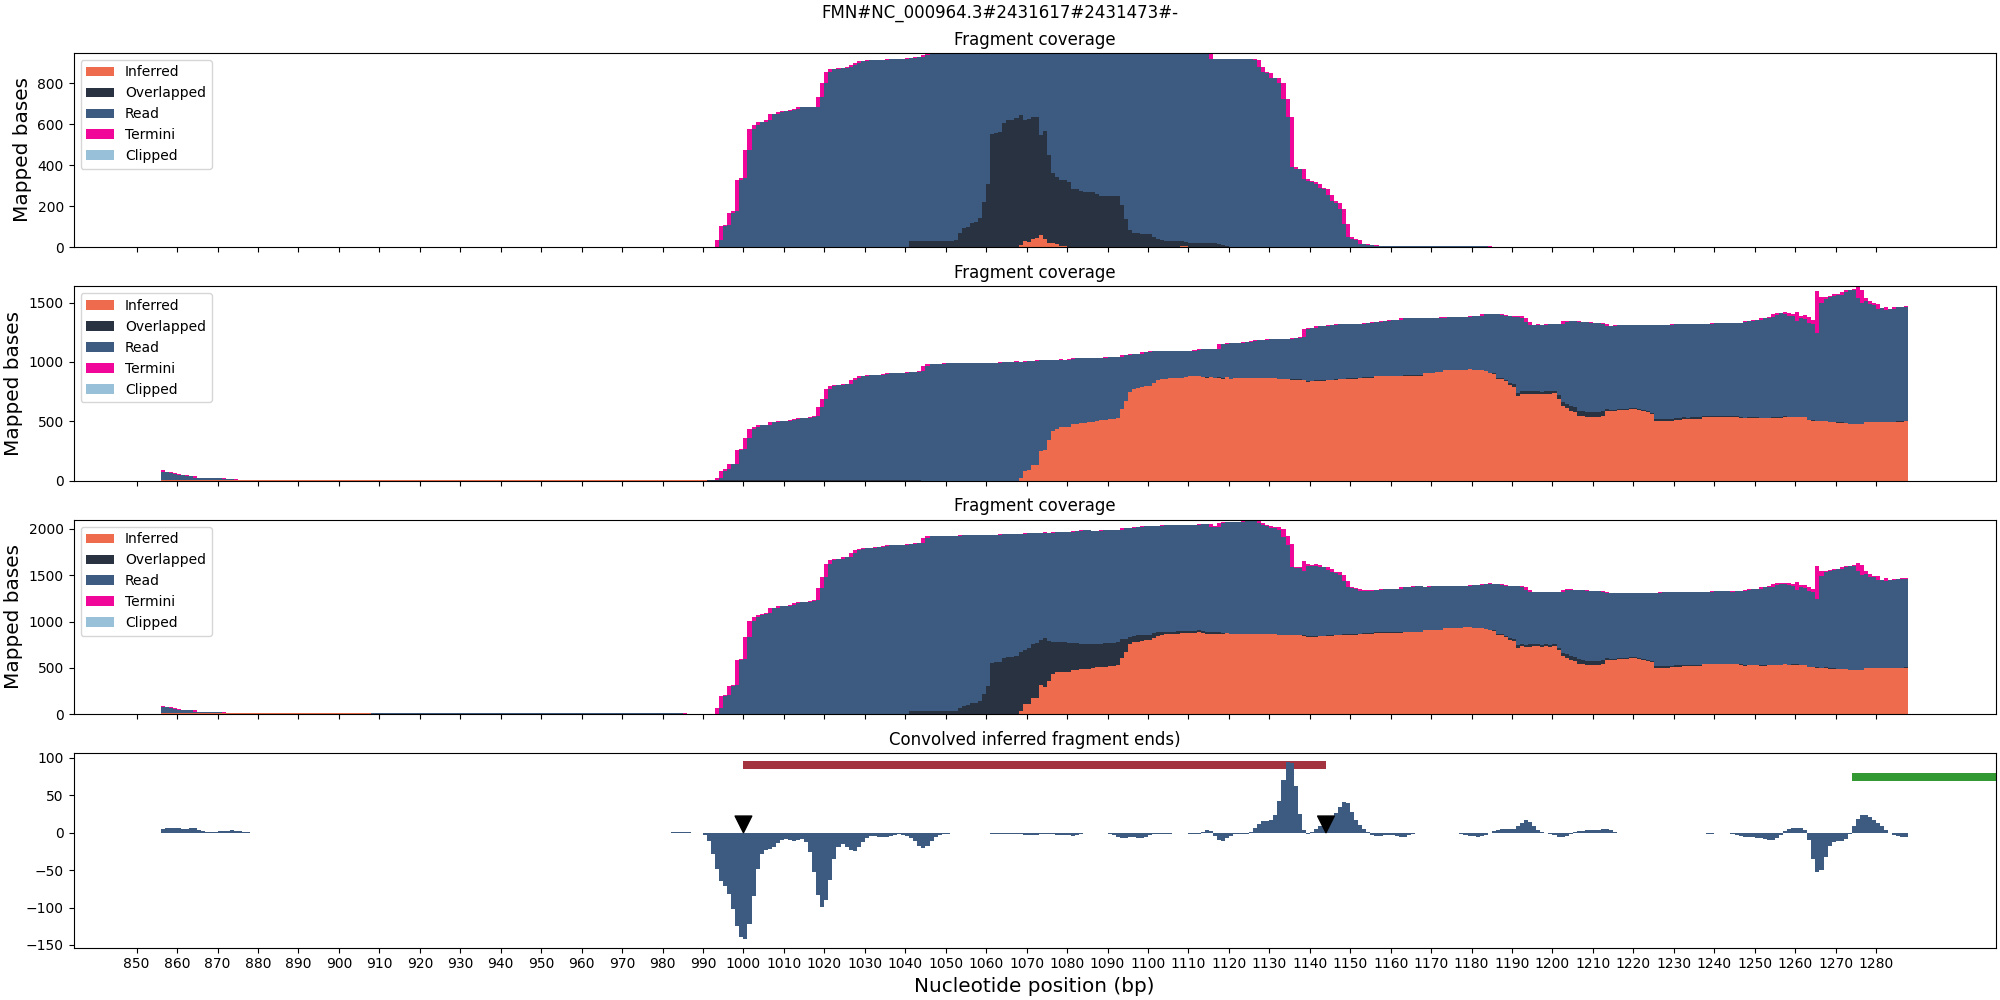 FMN#NC_000964.3#2431617#2431473#-
Fragment coverage
Mapped bases
800
600
400
200
0
Inferred
Overlapped
Read
Termini
Clipped
Fragment coverage
Mapped bases
1500
1000
500
0
Inferred
Overlapped
Read
Termini
Clipped
Fragment coverage
Mapped bases
2000
1500
1000
500
0
Inferred
Overlapped
Read
Termini
Clipped
Convolved inferred fragment ends)
100
50
0
−50
−100
−150
850 860 870 880 890 900 910 920 930 940 950 960 970 980 990 1000 1010 1020 1030 1040 1050 1060 1070 1080 1090 1100 1110 1120 1130 1140 1150 1160 1170 1180 1190 1200 1210 1220 1230 1240 1250 1260 1270 1280
Nucleotide position (bp)